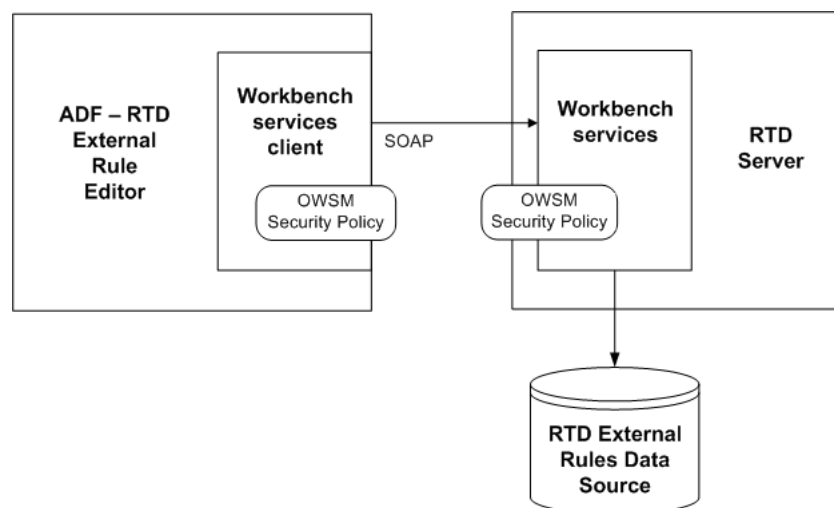 ADF – RTD
External
Rule
Editor
Workbench
services
client
OWSM
Security Policy
SOAP
Workbench
services
OWSM
Security Policy
RTD
Server
RTD External
Rules Data
Source